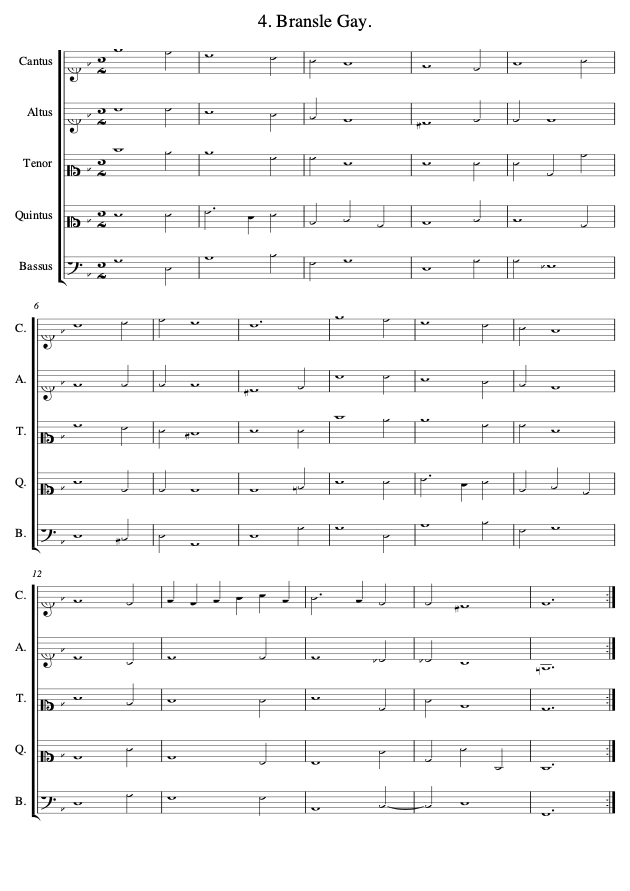 4. Bransle Gay.
Cantus
Altus
Tenor
Quintus
Bassus
6
C.
A.
T.
Q.
B.
12
C.
A.
T.
Q.
B.